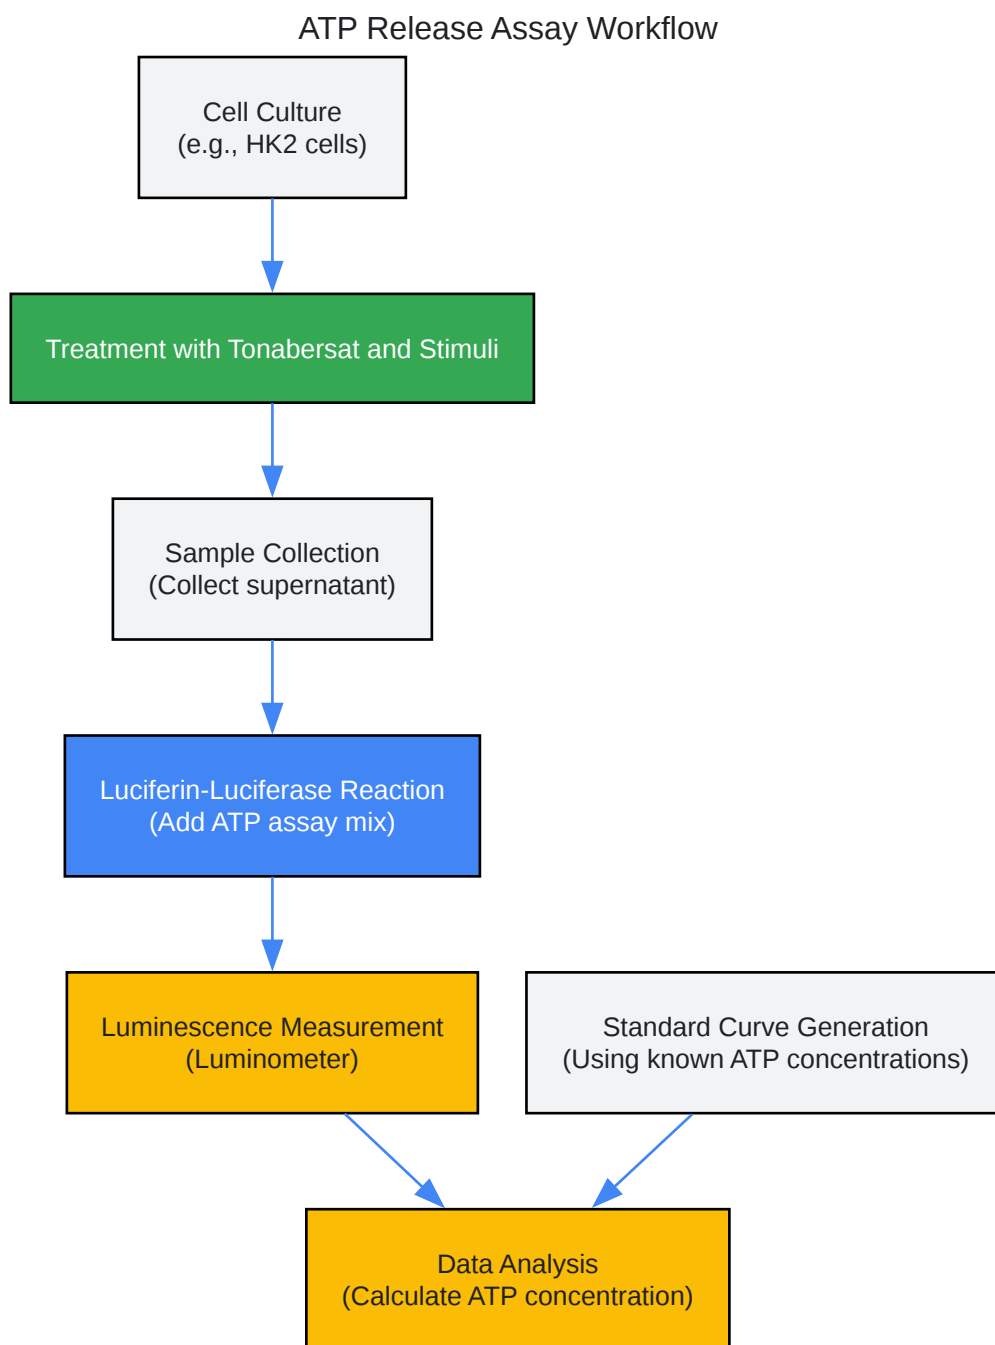 ATP Release Assay Workflow
Cell Culture
(e.g., HK2 cells)
Treatment with Tonabersat and Stimuli
Sample Collection
(Collect supernatant)
Luciferin-Luciferase Reaction
(Add ATP assay mix)
Luminescence Measurement
(Luminometer)
Standard Curve Generation
(Using known ATP concentrations)
Data Analysis
(Calculate ATP concentration)